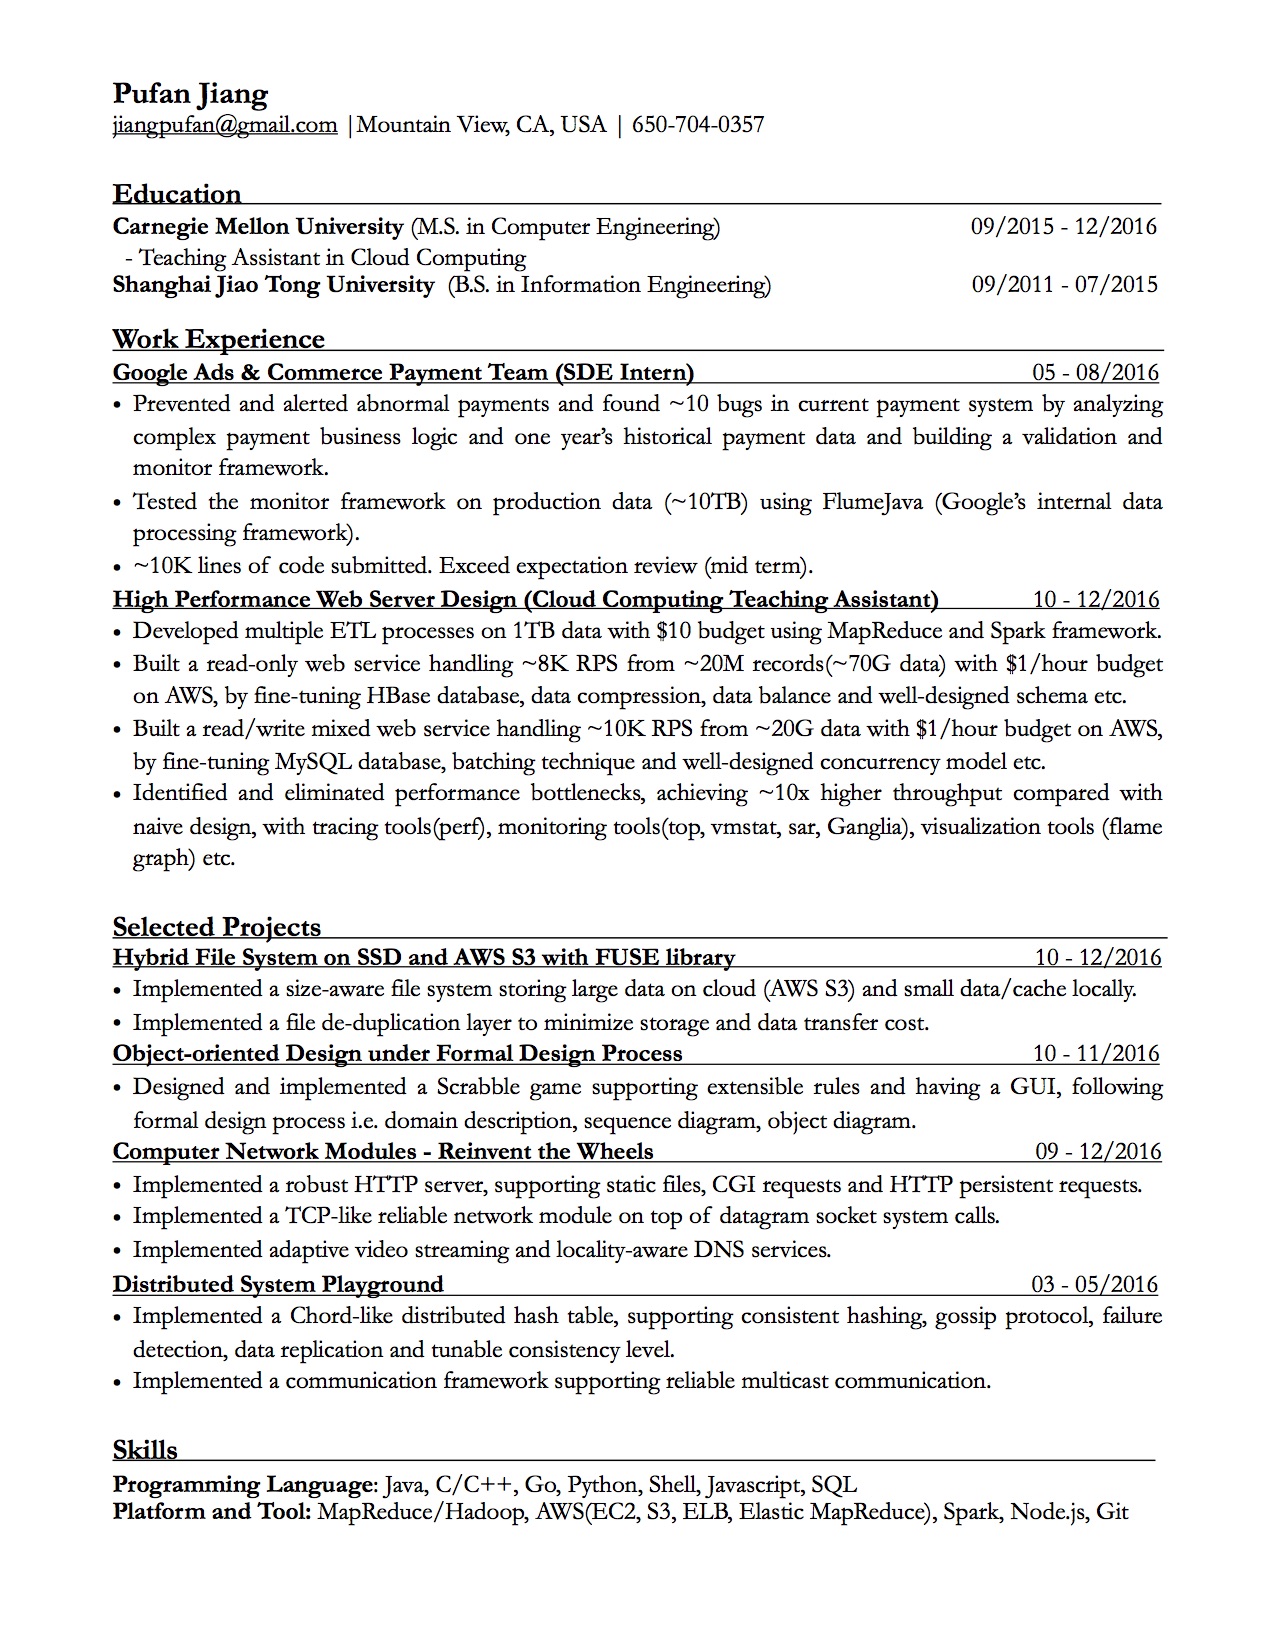 Pufan Jiang
jiangpufan@gmail.com |Mountain View, CA, USA | 650-704-0357
Education
Carnegie Mellon University (M.S. in Computer Engineering) 09/2015 - 12/2016
- Teaching Assistant in Cloud Computing
Shanghai Jiao Tong University (B.S. in Information Engineering) 09/2011 - 07/2015
Work Experience
Google Ads & Commerce Payment Team (SDE Intern) 05 - 08/2016
• Prevented and alerted abnormal payments and found ~10 bugs in current payment system by analyzing
complex payment business logic and one year's historical payment data and building a validation and
monitor framework.
• Tested the monitor framework on production data (~10TB) using FlumeJava (Google's internal data
processing framework).
• ~10K lines of code submitted. Exceed expectation review (mid term).
High Performance Web Server Design (Cloud Computing Teaching Assistant) 10 - 12/2016
• Developed multiple ETL processes on 1TB data with $10 budget using MapReduce and Spark framework.
• Built a read-only web service handling ~8K RPS from ~20M records(~70G data) with $1/hour budget
on AWS, by fine-tuning HBase database, data compression, data balance and well-designed schema etc.
• Built a read/write mixed web service handling ~10K RPS from ~20G data with $1/hour budget on AWS,
by fine-tuning MySQL database, batching technique and well-designed concurrency model etc.
• Identified and eliminated performance bottlenecks, achieving ~10x higher throughput compared with
naive design, with tracing tools(perf), monitoring tools(top, vmstat, sar, Ganglia), visualization tools (flame
graph) etc.
Selected Projects
Hybrid File System on SSD and AWS S3 with FUSE library 10 - 12/2016
• Implemented a size-aware file system storing large data on cloud (AWS S3) and small data/cache locally.
• Implemented a file de-duplication layer to minimize storage and data transfer cost.
Object-oriented Design under Formal Design Process 10 - 11/2016
• Designed and implemented a Scrabble game supporting extensible rules and having a GUI, following
formal design process i.e. domain description, sequence diagram, object diagram.
Computer Network Modules - Reinvent the Wheels 09 - 12/2016
• Implemented a robust HTTP server, supporting static files, CGI requests and HTTP persistent requests.
• Implemented a TCP-like reliable network module on top of datagram socket system calls.
• Implemented adaptive video streaming and locality-aware DNS services.
Distributed System Playground 03 - 05/2016
• Implemented a Chord-like distributed hash table, supporting consistent hashing, gossip protocol, failure
detection, data replication and tunable consistency level.
• Implemented a communication framework supporting reliable multicast communication.
Skills
Programming Language: Java, C/C++, Go, Python, Shell, Javascript, SQL
Platform and Tool: MapReduce/Hadoop, AWS(EC2, S3, ELB, Elastic MapReduce), Spark, Node.js, Git